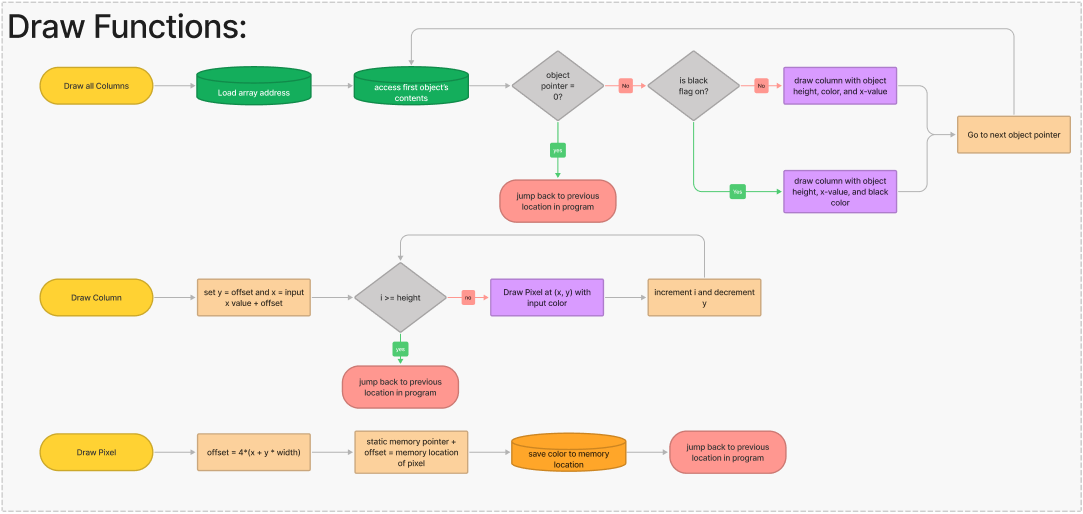 Draw Functions:
Draw all Columns
Load array address
access first object's
contents
object
pointer =
0?
No
is black
flag on?
No
draw column with object
height, color, and x-value
Go to next object pointer
yes
Yes
draw column with object
height, x-value, and black
color
jump back to previous
location in program
Draw Column
set y = offset and x = input
x value + offset
i >= height
no
Draw Pixel at (x, y) with
input color
increment i and decrement
y
yes
jump back to previous
location in program
Draw Pixel
offset = 4*(x + y * width)
static memory pointer +
offset = memory location
of pixel
save color to memory
location
jump back to previous
location in program